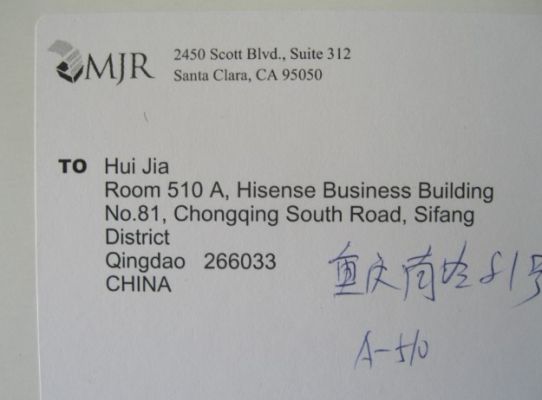 MJR
2450 Scott Blvd., Suite 312
Santa Clara, CA 95050
TO Hui Jia
Room 510 A, Hisense Business Building
No.81, Chongqing South Road, Sifang
District
Qingdao 266033
CHINA
重庆南路81号
A-510